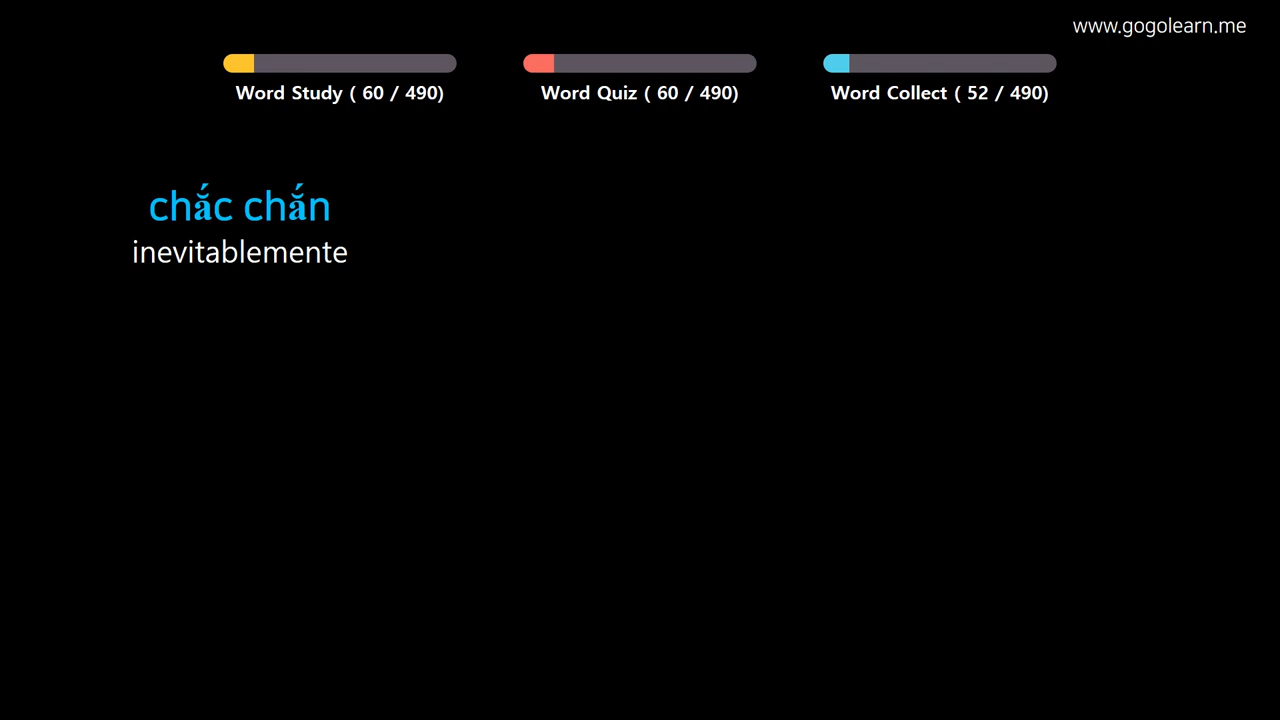 www.gogolearn.me
Word Study ( 60 / 490)
Word Quiz ( 60 / 490)
Word Collect ( 52 / 490)
chắc chắn
inevitablemente